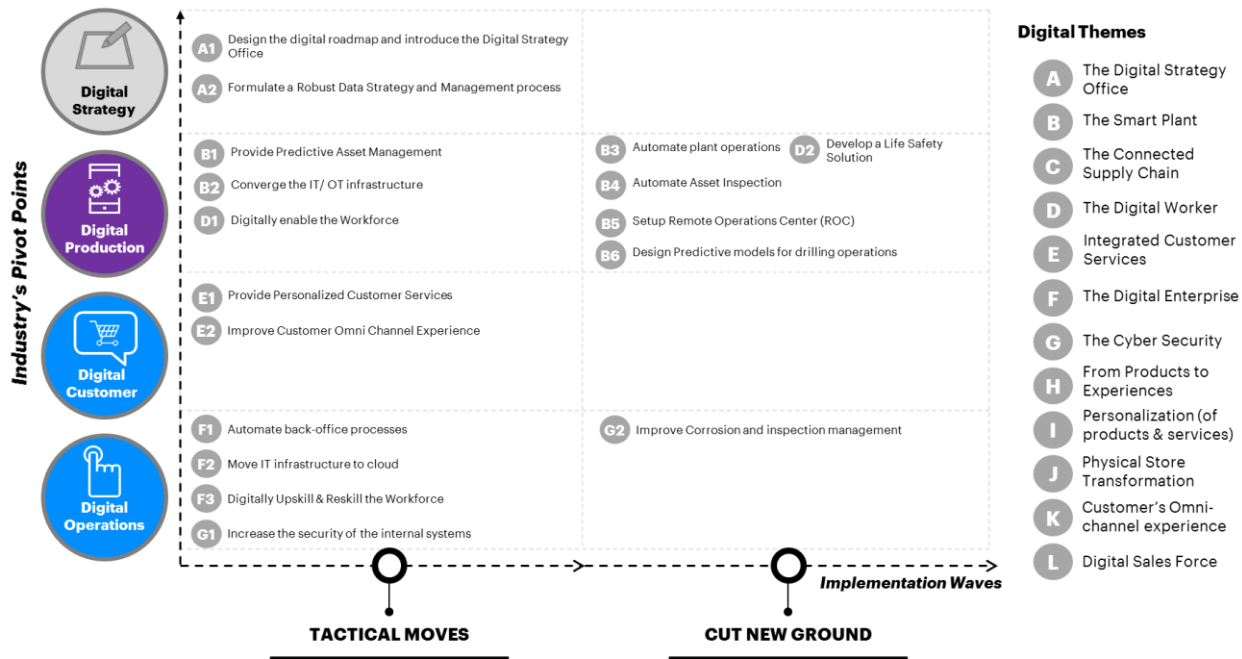 Industry's Pivot Points
Digital
Strategy
A1
Design the digital roadmap and introduce the Digital Strategy
Office
A2
Formulate a Robust Data Strategy and Management process
Digital
Production
B1
Provide Predictive Asset Management
B2
Converge the IT/ OT infrastructure
D1
Digitally enable the Workforce
B3
Automate plant operations
D2
Develop a Life Safety
Solution
B4
Automate Asset Inspection
B5
Setup Remote Operations Center (ROC)
B6
Design Predictive models for drilling operations
Digital
Customer
E1
Provide Personalized Customer Services
E2
Improve Customer Omni Channel Experience
Digital
Operations
F1
Automate back-office processes
F2
Move IT infrastructure to cloud
F3
Digitally Upskill & Reskill the Workforce
G1
Increase the security of the internal systems
G2
Improve Corrosion and inspection management
Implementation Waves
TACTICAL MOVES
CUT NEW GROUND
Digital Themes
A
The Digital Strategy
Office
B
The Smart Plant
C
The Connected
Supply Chain
D
The Digital Worker
E
Integrated Customer
Services
F
The Digital Enterprise
G
The Cyber Security
H
From Products to
Experiences
I
Personalization (of
products & services)
J
Physical Store
Transformation
K
Customer's Omni-
channel experience
L
Digital Sales Force